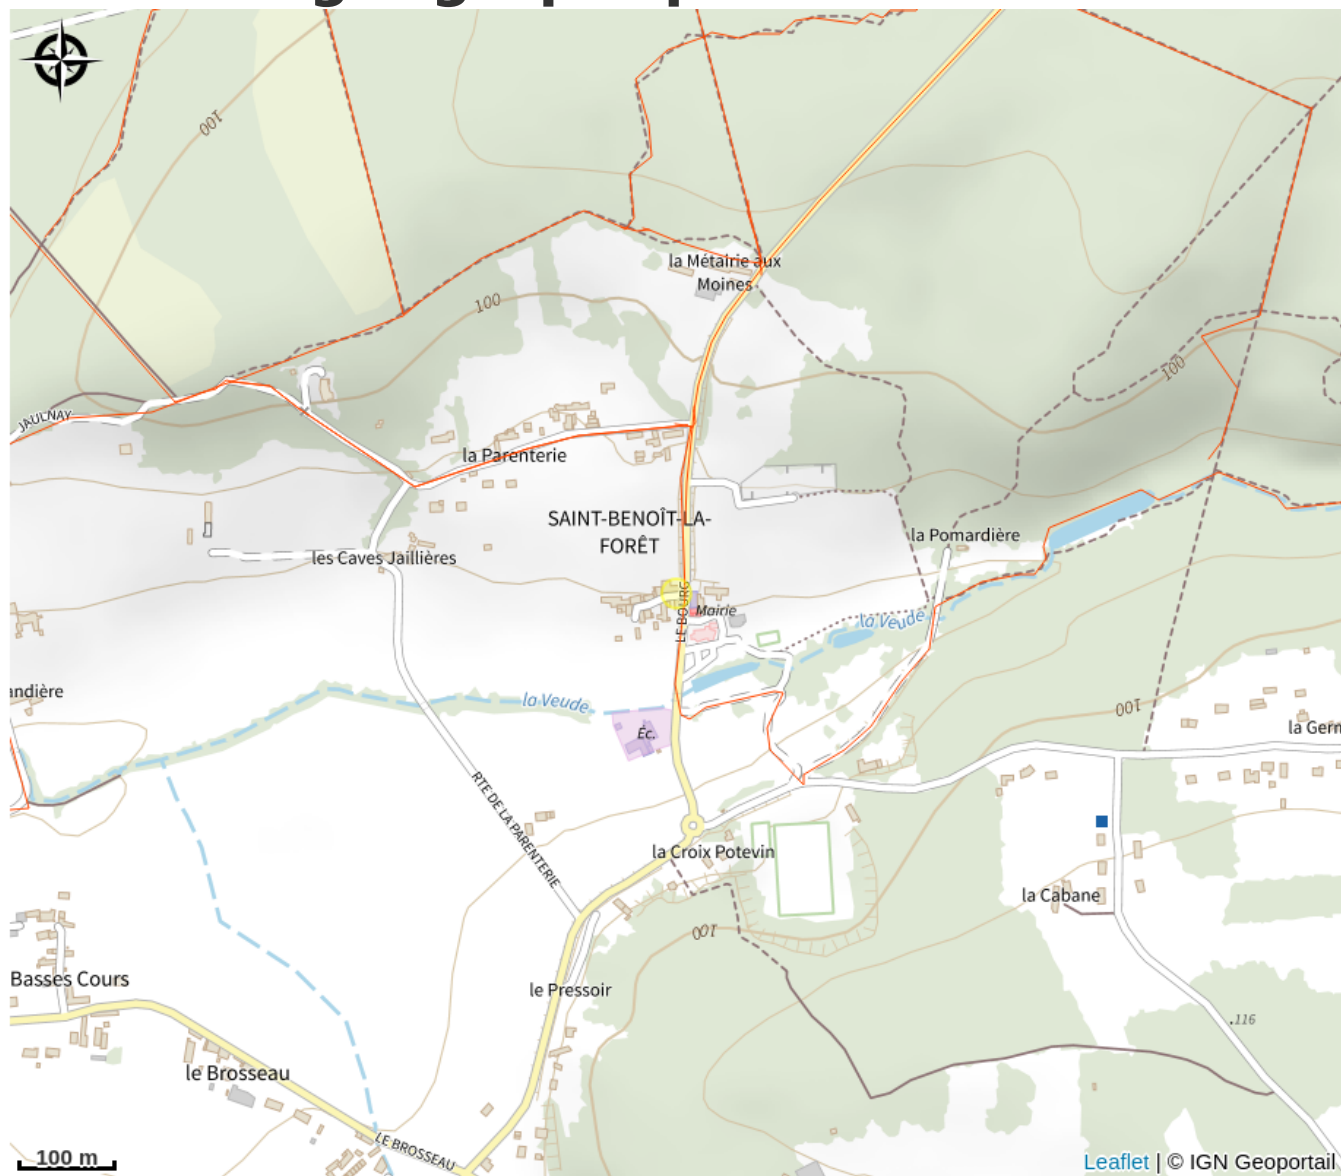 100
la Métairie aux
Moines
100
100
JAULNAY
la Parenterie
SAINT-BENOÎT-LA-
FORÊT
la Pomardière
les Caves Jaillières
LE BOURG
Mairie
la Veude
andière
la Veude
100
la Germ
Éc.
RTE DE LA PARENTERIE
la Croix Potevin
la Cabane
100
Basses Cours
le Pressoir
.116
le Brosseau
LE BROSSEAU
100 m
Leaflet | © IGN Geoportail